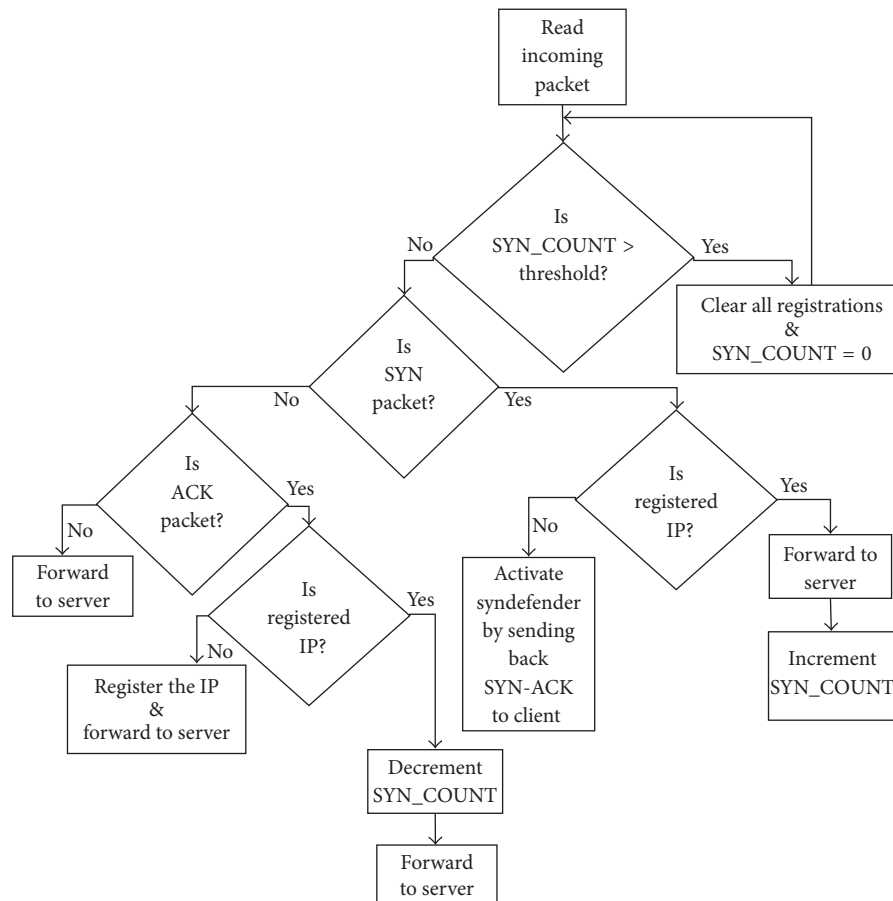 Read
incoming
packet
Is
SYN_COUNT >
threshold?
No
Yes
Clear all registrations
&
SYN_COUNT = 0
Is
SYN
packet?
No
Yes
Is
ACK
packet?
No
Yes
Is
registered
IP?
No
Yes
Forward
to server
Is
registered
IP?
No
Yes
Activate
syndefender
by sending
back
SYN-ACK
to client
Forward to
server
Register the IP
&
forward to server
Increment
SYN_COUNT
Decrement
SYN_COUNT
Forward
to server